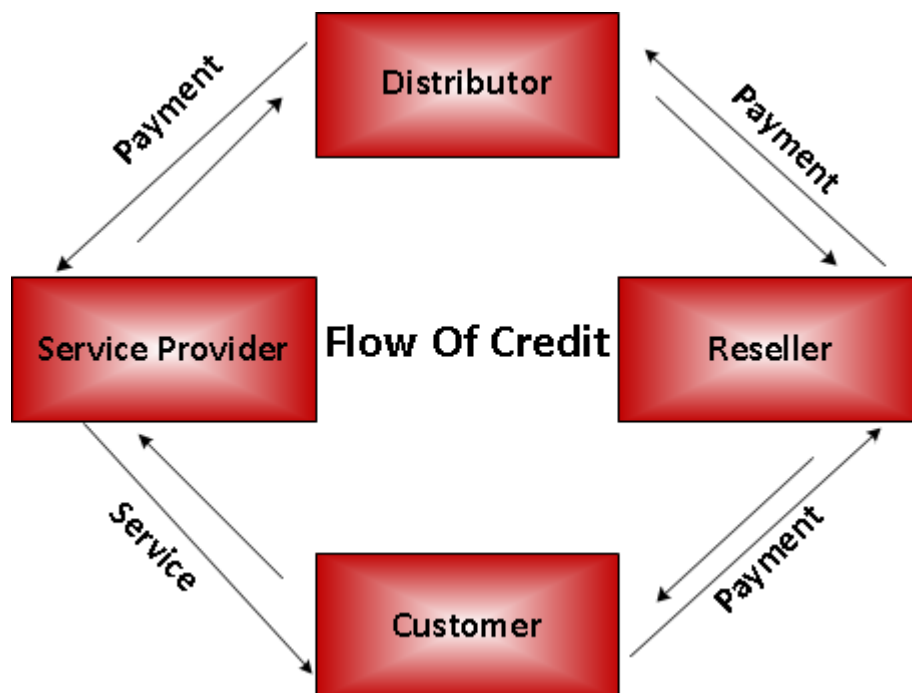 Distributor
Payment
Payment
Service Provider
Flow Of Credit
Reseller
Service
Payment
Customer